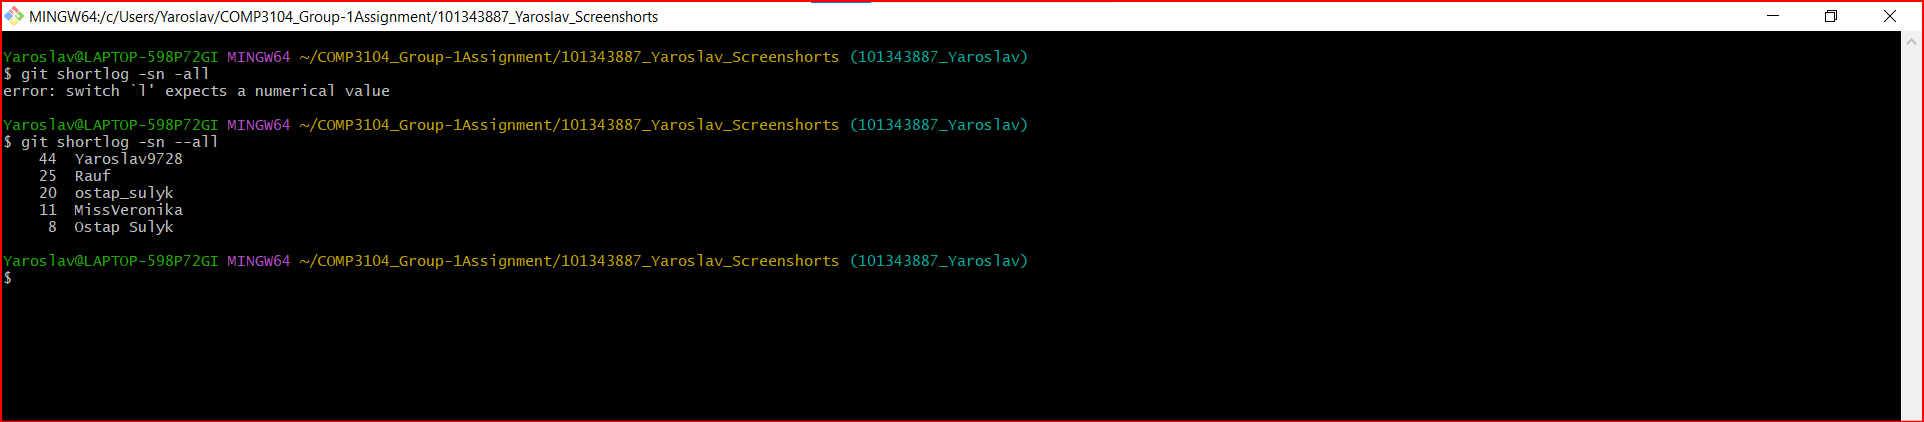 MINGW64:/c/Users/Yaroslav/COMP3104_Group-1Assignment/101343887_Yaroslav_Screenshorts
Yaroslav@LAPTOP-598P72GI MINGW64 ~/COMP3104_Group-1Assignment/101343887_Yaroslav_Screenshorts (101343887_Yaroslav)
$ git shortlog -sn -all
error: switch `l' expects a numerical value
Yaroslav@LAPTOP-598P72GI MINGW64 ~/COMP3104_Group-1Assignment/101343887_Yaroslav_Screenshorts (101343887_Yaroslav)
$ git shortlog -sn --all
44 Yaroslav9728
25 Rauf
20 ostap_sulyk
11 MissVeronika
8 Ostap Sulyk
Yaroslav@LAPTOP-598P72GI MINGW64 ~/COMP3104_Group-1Assignment/101343887_Yaroslav_Screenshorts (101343887_Yaroslav)
$